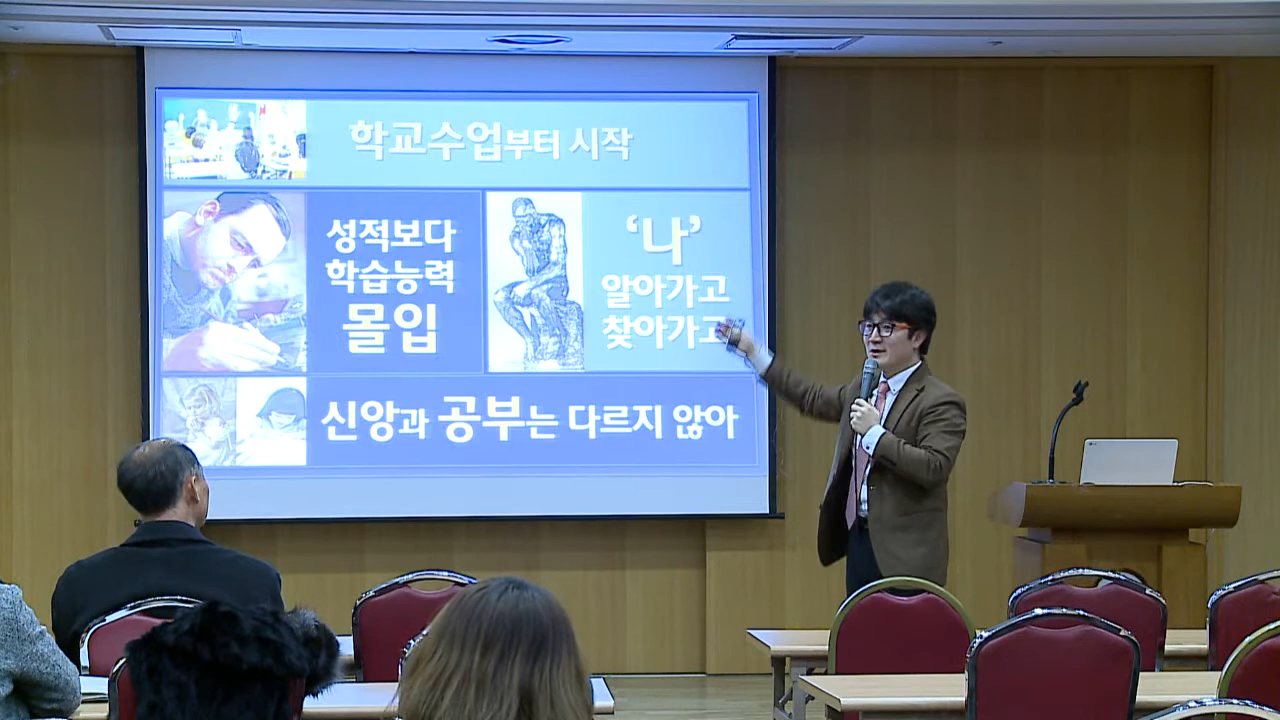 학교수업부터 시작
성적보다
학습능력
몰입
‘나’
알아가고
찾아가고
신앙과 공부는 다르지 않아